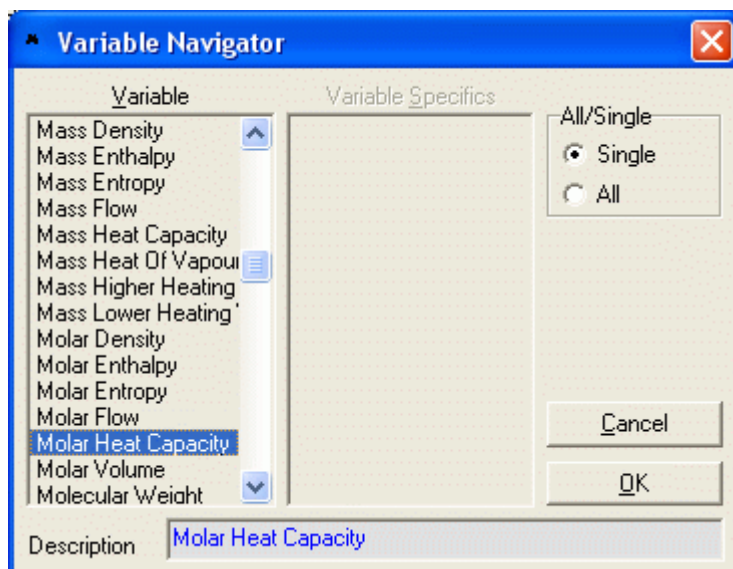 Variable Navigator
Variable
Mass Density
Mass Enthalpy
Mass Entropy
Mass Flow
Mass Heat Capacity
Mass Heat Of Vapour
Mass Higher Heating
Mass Lower Heating
Molar Density
Molar Enthalpy
Molar Entropy
Molar Flow
Molar Heat Capacity
Molar Volume
Molecular Weight
Variable Specifics
All/Single
Single
All
Cancel
OK
Description
Molar Heat Capacity